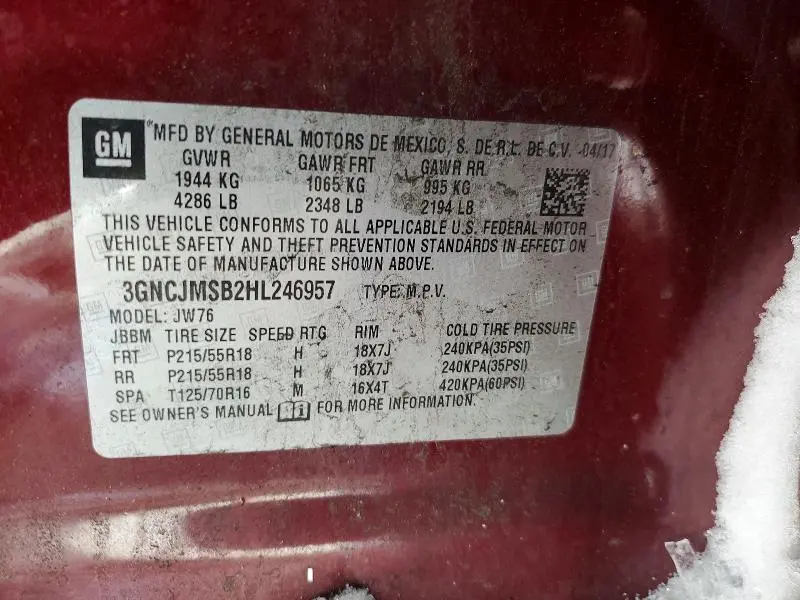 GM
MFD BY GENERAL MOTORS DE MEXICO, S. DE R.L. DE C.V. -04/17
GVWR GAWR FRT GAWR RR
1944 KG 1065 KG 995 KG
4286 LB 2348 LB 2194 LB
THIS VEHICLE CONFORMS TO ALL APPLICABLE U.S. FEDERAL MOTOR
VEHICLE SAFETY AND THEFT PREVENTION STANDARDS IN EFFECT ON
THE DATE OF MANUFACTURE SHOWN ABOVE.
3GNCJMSB2HL246957 TYPE: M.P.V.
MODEL: JW76
JBBM TIRE SIZE SPEED RTG RIM COLD TIRE PRESSURE
FRT P215/55R18 H 18X7J 240KPA(35PSI)
RR P215/55R18 H 18X7J 240KPA(35PSI)
SPA T125/70R16 M 16X4T 420KPA(60PSI)
SEE OWNER'S MANUAL FOR MORE INFORMATION.